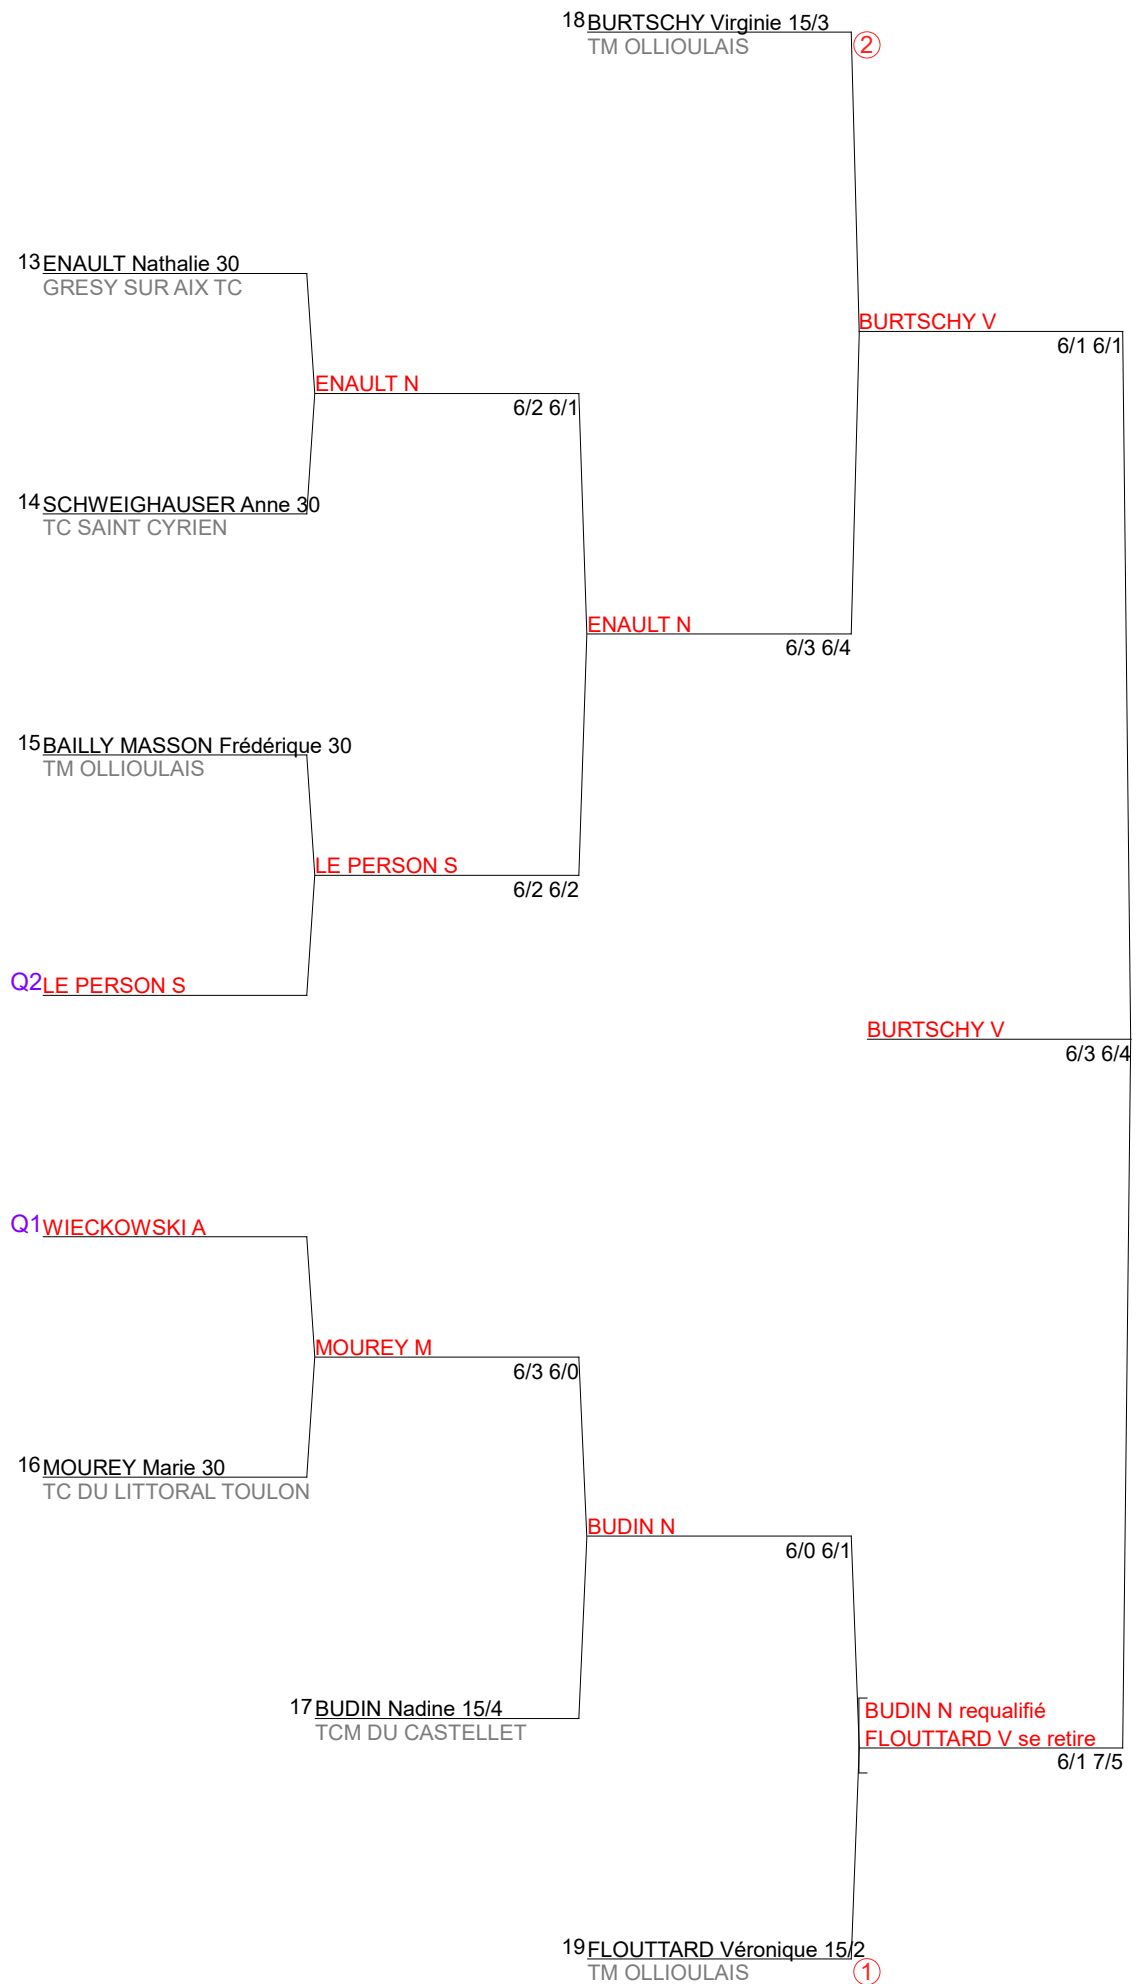 18 BURTSCHY Virginie 15/3
TM OLLIOULAIS
②
13 ENAULT Nathalie 30
GRESY SUR AIX TC
BURTSCHY V
6/1 6/1
ENAULT N
6/2 6/1
14 SCHWEIGHAUSER Anne 30
TC SAINT CYRIEN
ENAULT N
6/3 6/4
15 BAILLY MASSON Frédérique 30
TM OLLIOULAIS
LE PERSON S
6/2 6/2
Q2 LE PERSON S
BURTSCHY V
6/3 6/4
Q1 WIECKOWSKI A
MOUREY M
6/3 6/0
16 MOUREY Marie 30
TC DU LITTORAL TOULON
BUDIN N
6/0 6/1
17 BUDIN Nadine 15/4
TCM DU CASTELLET
BUDIN N requalifié
FLOUTTARD V se retire
6/1 7/5
19 FLOUTTARD Véronique 15/2
TM OLLIOULAIS
①